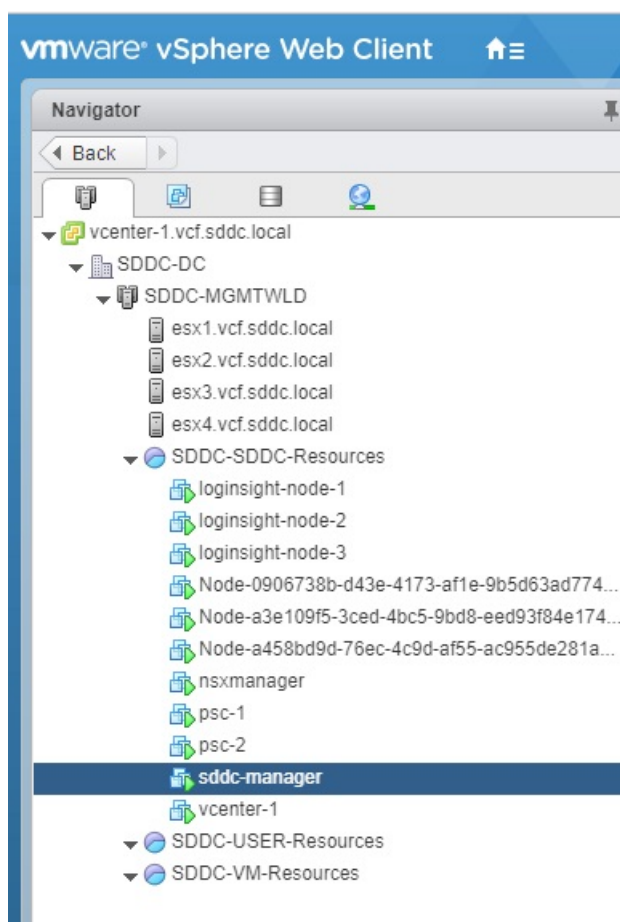 vmware® vSphere Web Client
Navigator
Back
vcenter-1.vcf.sddc.local
SDDC-DC
SDDC-MGMTWLD
esx1.vcf.sddc.local
esx2.vcf.sddc.local
esx3.vcf.sddc.local
esx4.vcf.sddc.local
SDDC-SDDC-Resources
loginsight-node-1
loginsight-node-2
loginsight-node-3
Node-0906738b-d43e-4173-af1e-9b5d63ad774...
Node-a3e109f5-3ced-4bc5-9bd8-eed93f84e174...
Node-a458bd9d-76ec-4c9d-af55-ac955de281a...
nsxmanager
psc-1
psc-2
sddc-manager
vcenter-1
SDDC-USER-Resources
SDDC-VM-Resources